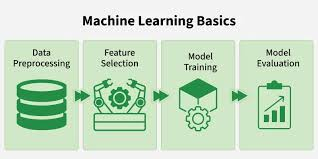 Machine Learning Basics
Data
Preprocessing
Feature
Selection
Model
Training
Model
Evaluation